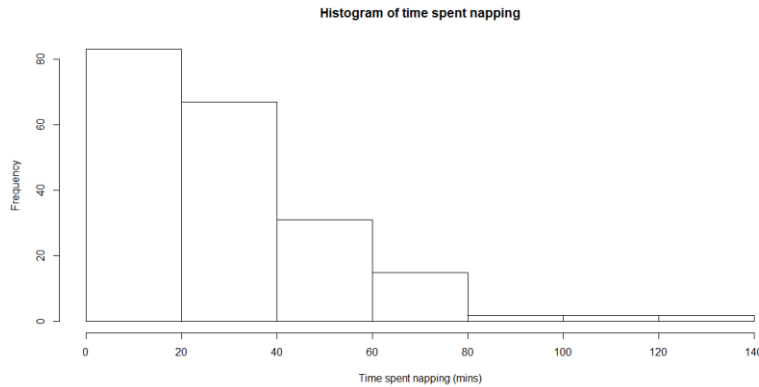 Histogram of time spent napping
80
60
40
20
0
Frequency
0 20 40 60 80 100 120 140
Time spent napping (mins)